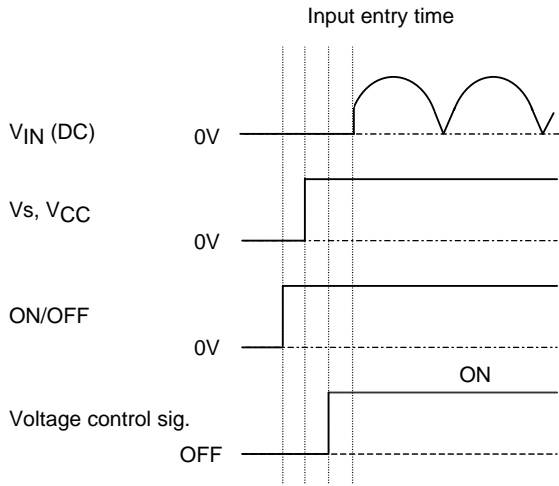 Input entry time
VIN (DC) 0V
Vs, VCC 0V
ON/OFF 0V
ON
Voltage control sig.
OFF